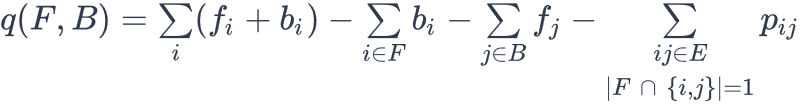 q(F, B) = ∑_i (f_i + b_i) − ∑_{i∈F} b_i − ∑_{j∈B} f_j − ∑_{ij∈E, |F ∩ {i,j}|=1} p_{ij}